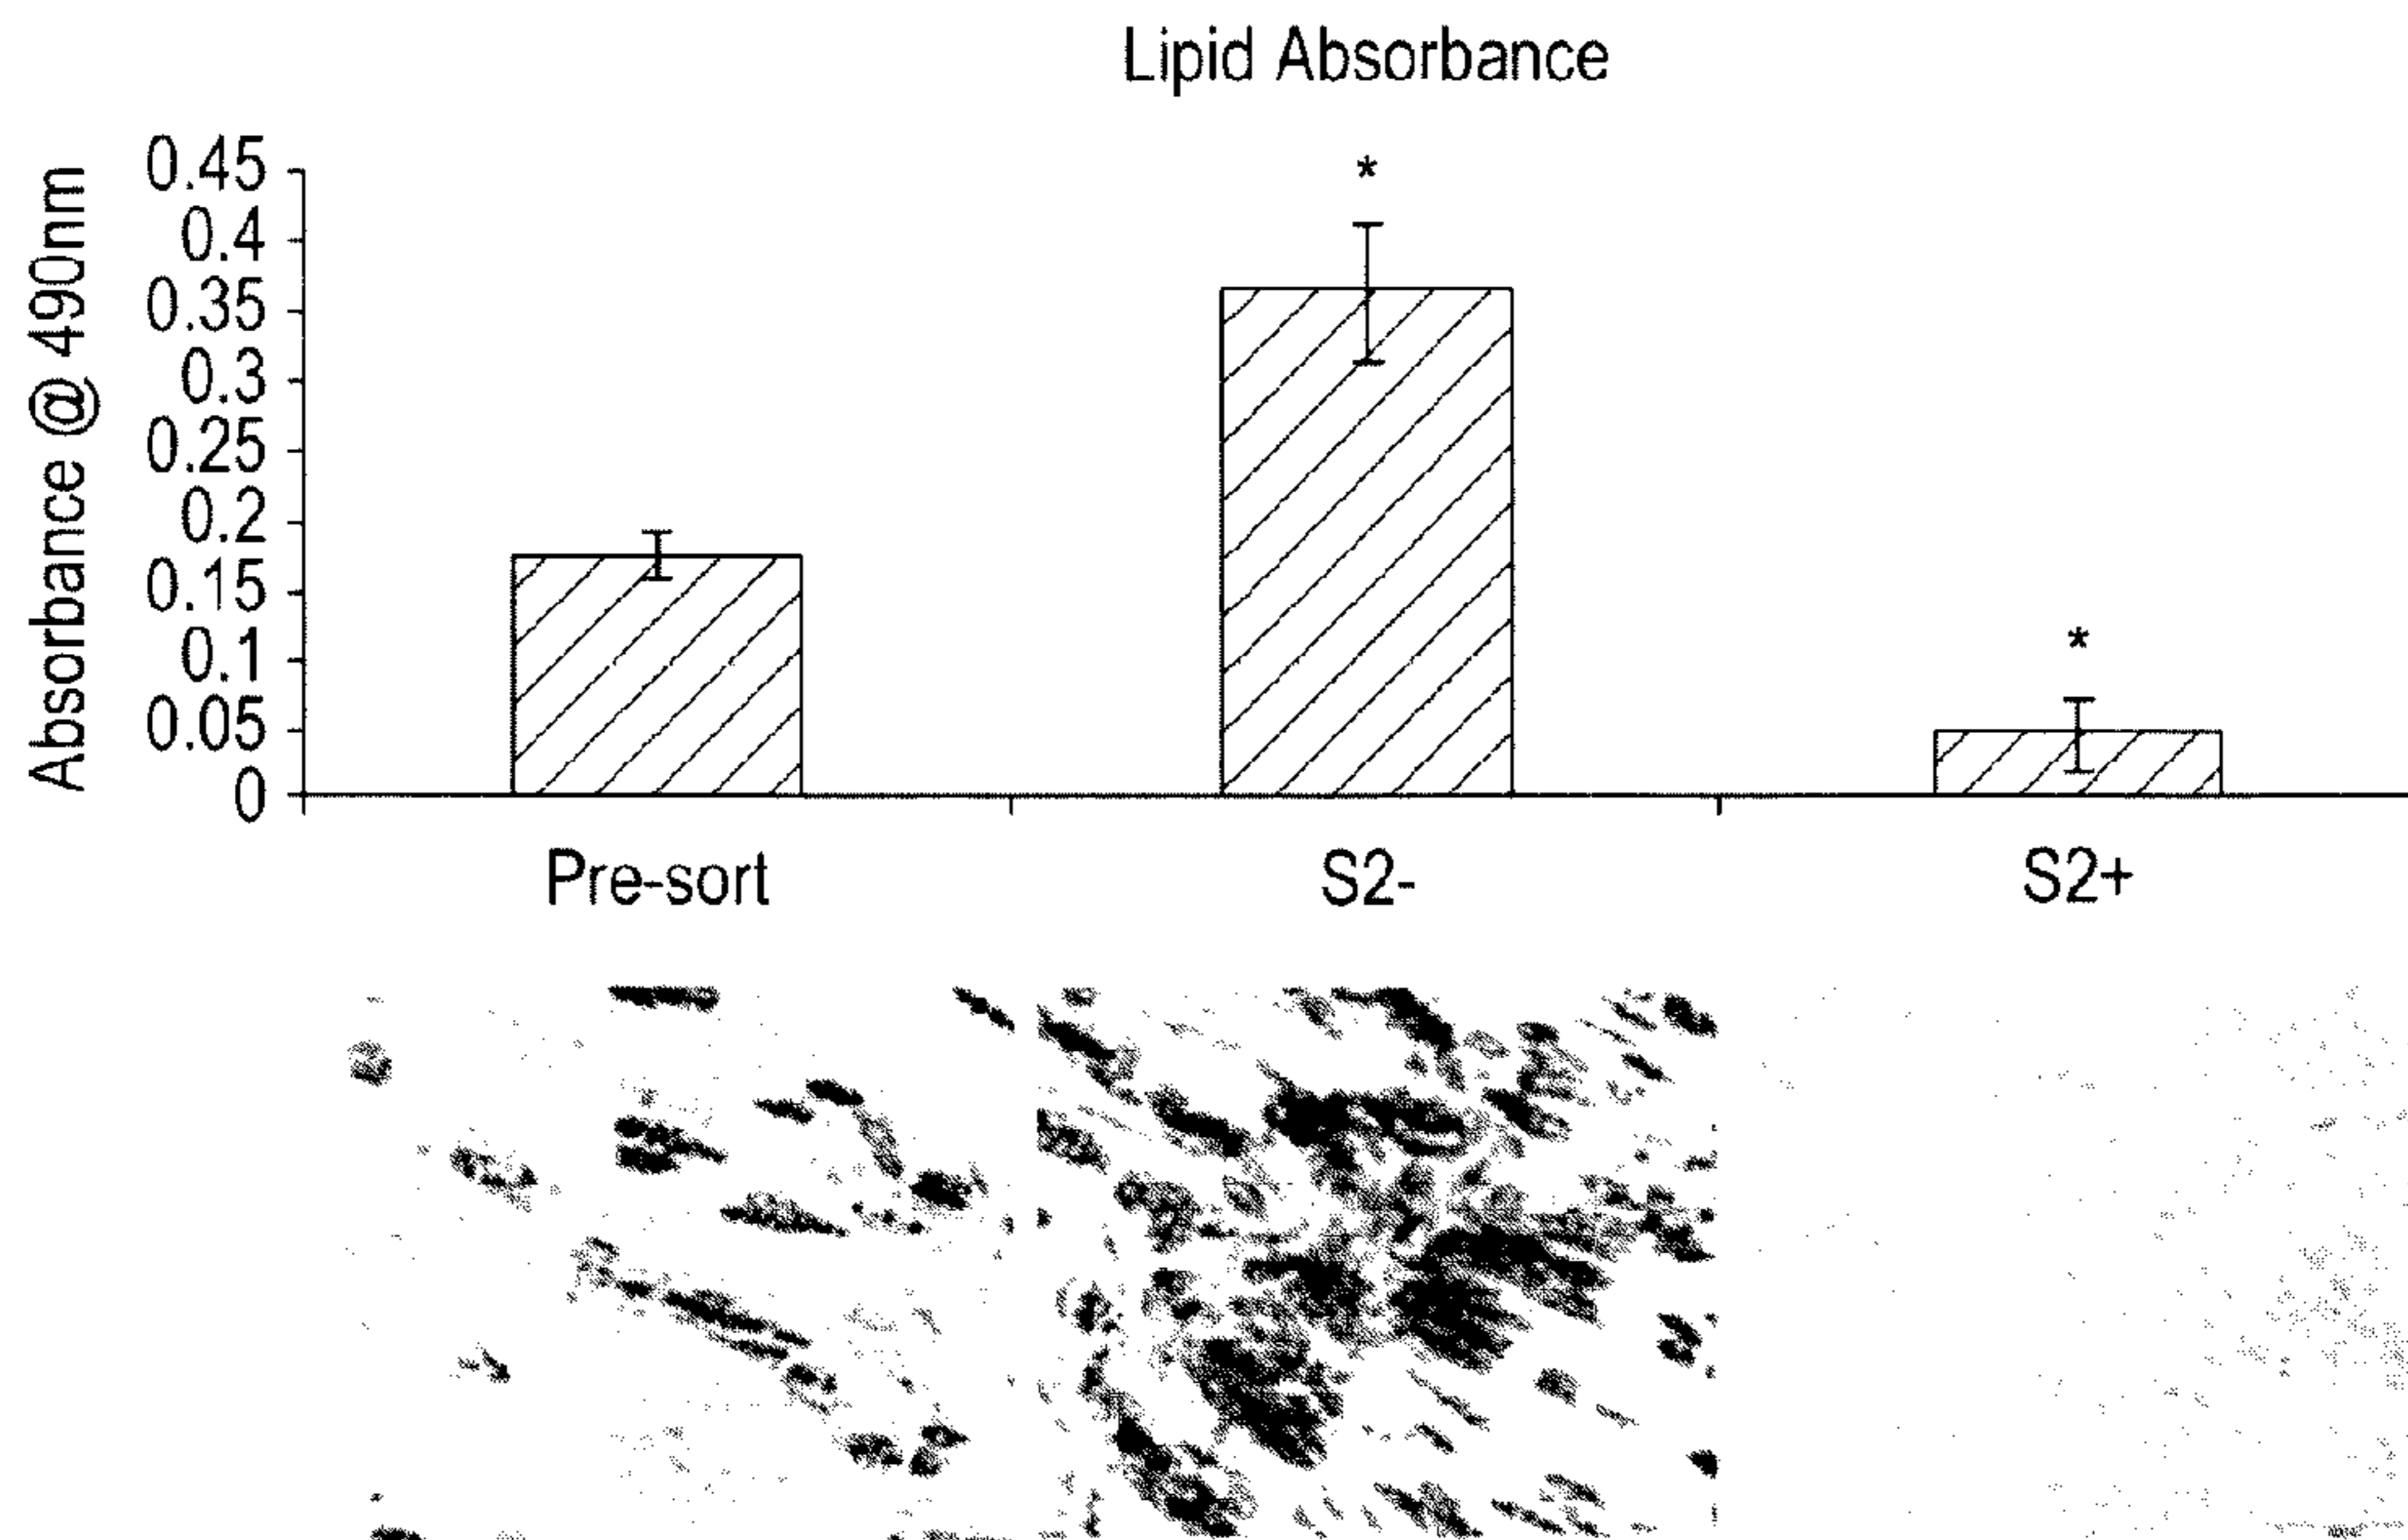 Lipid Absorbance
Absorbance @ 490nm
0.45
0.4
0.35
0.3
0.25
0.2
0.15
0.1
0.05
0
*
*
Pre-sort
S2-
S2+